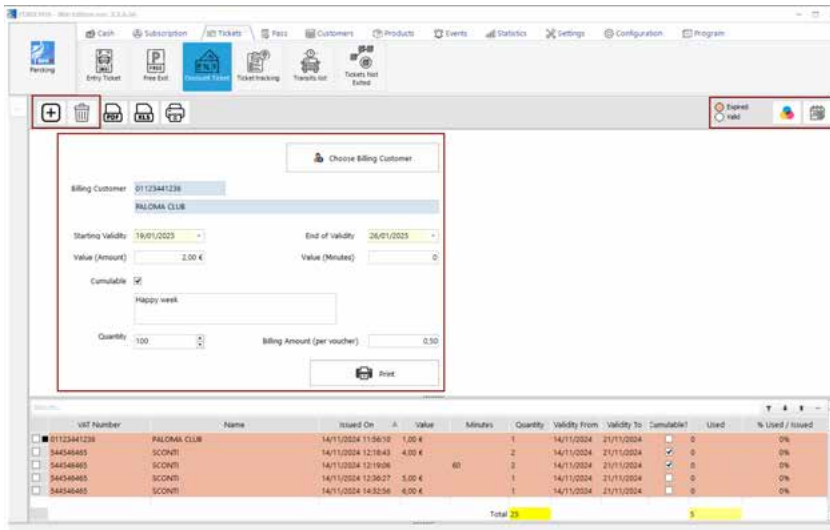 Cash Subscription Tickets Pass Customers Products Events Statistics Settings Configuration Program
Parking
Entry Ticket Free Exit Discount Ticket Ticket tracking Transits list Tickets Not Exited
PDF XLS
Expired
Valid
Choose Billing Customer
Billing Customer 01123441236
PALOMA CLUB
Starting Validity 19/01/2025 End of Validity 26/01/2025
Value (Amount) 2,00 € Value (Minutes) 0
Cumulable
Happy week
Quantity 100 Billing Amount (per voucher) 0,50
Print
VAT Number Name Issued On Value Minutes Quantity Validity From Validity To Cumulable? Used % Used / Issued
01123441236 PALOMA CLUB 14/11/2024 11:56:10 1,00 € 1 14/11/2024 21/11/2024 0 0%
544546465 SCONTI 14/11/2024 12:18:43 4,00 € 2 14/11/2024 21/11/2024 0 0%
544546465 SCONTI 14/11/2024 12:19:06 60 2 14/11/2024 21/11/2024 0 0%
544546465 SCONTI 14/11/2024 12:36:27 5,00 € 1 14/11/2024 21/11/2024 0 0%
544546465 SCONTI 14/11/2024 14:32:56 6,00 € 1 14/11/2024 21/11/2024 0 0%
Total 25 5